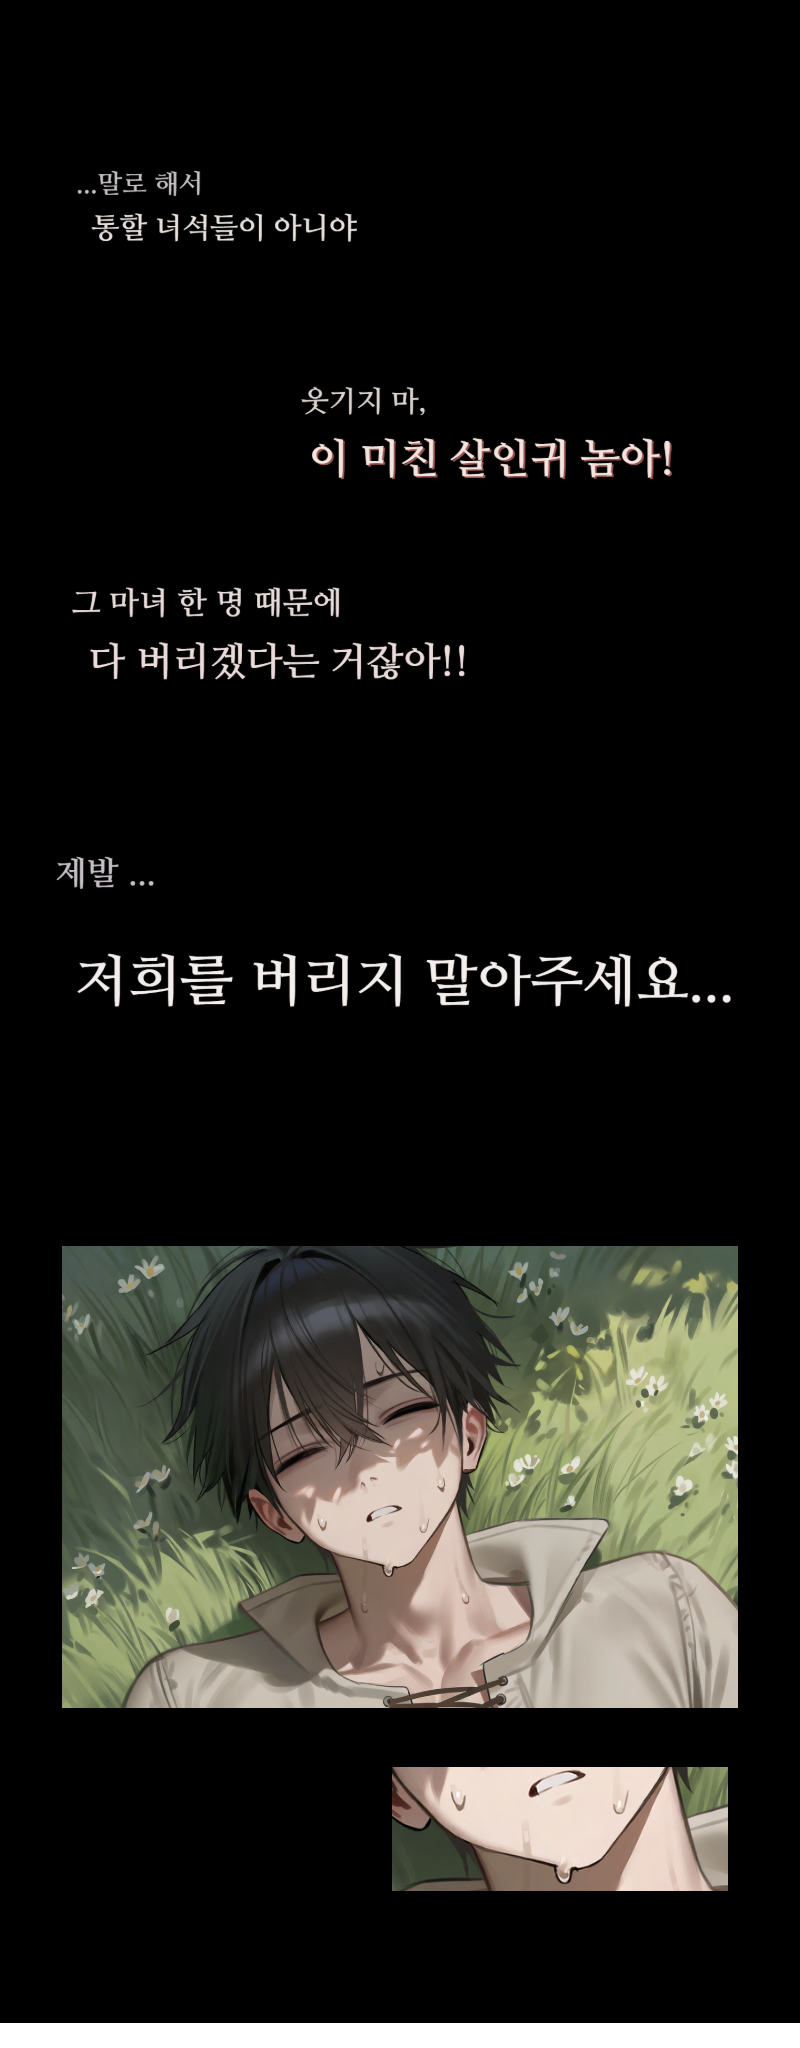 ...말로 해서
통할 녀석들이 아니야
웃기지 마,
이 미친 살인귀 놈아!
그 마녀 한 명 때문에
다 버리겠다는 거잖아!!
제발 ...
저희를 버리지 말아주세요...